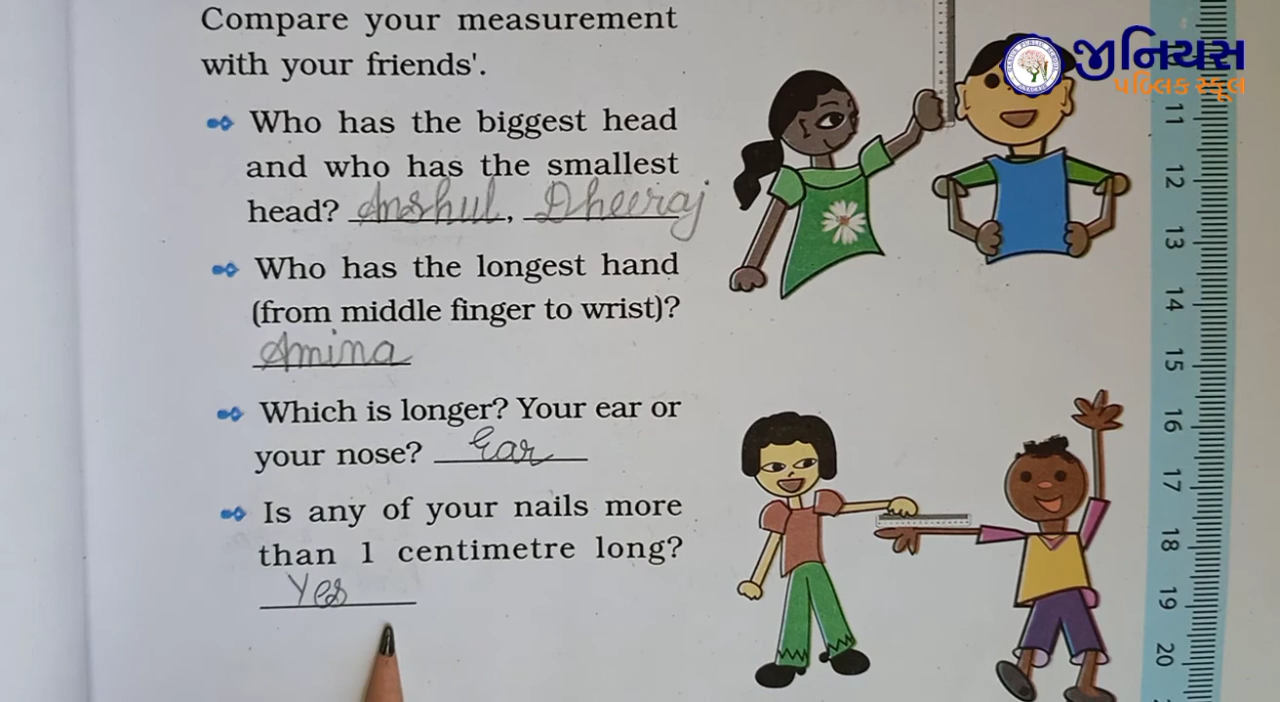 Compare your measurement
with your friends'.
Who has the biggest head
and who has the smallest
head? Anshul, Dheeraj
Who has the longest hand
(from middle finger to wrist)?
Amina
Which is longer? Your ear or
your nose? Ear
Is any of your nails more
than 1 centimetre long?
Yes
જીનિયસ
પબ્લિક સ્કૂલ
11
12
13
14
15
16
17
18
19
20